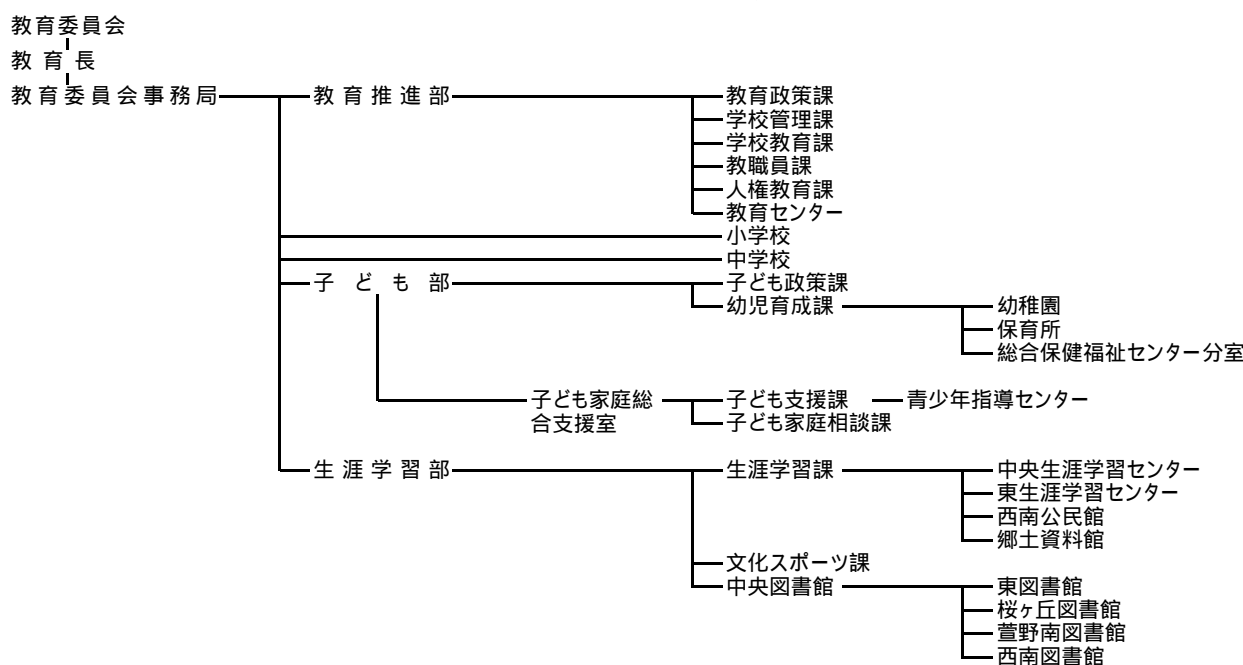 教育委員会
教育長
教育委員会事務局 教育推進部 教育政策課
学校管理課
学校教育課
教職員課
人権教育課
教育センター
小学校
中学校
子ども部 子ども政策課
幼児育成課 幼稚園
保育所
総合保健福祉センター分室
子ども家庭総 子ども支援課 青少年指導センター
合支援室 子ども家庭相談課
生涯学習部 生涯学習課 中央生涯学習センター
東生涯学習センター
西南公民館
郷土資料館
文化スポーツ課
中央図書館 東図書館
桜ヶ丘図書館
萱野南図書館
西南図書館